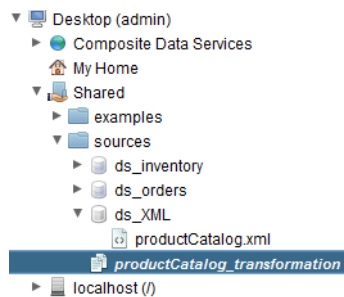 Desktop (admin)
Composite Data Services
My Home
Shared
examples
sources
ds_inventory
ds_orders
ds_XML
productCatalog.xml
productCatalog_transformation
localhost (/)